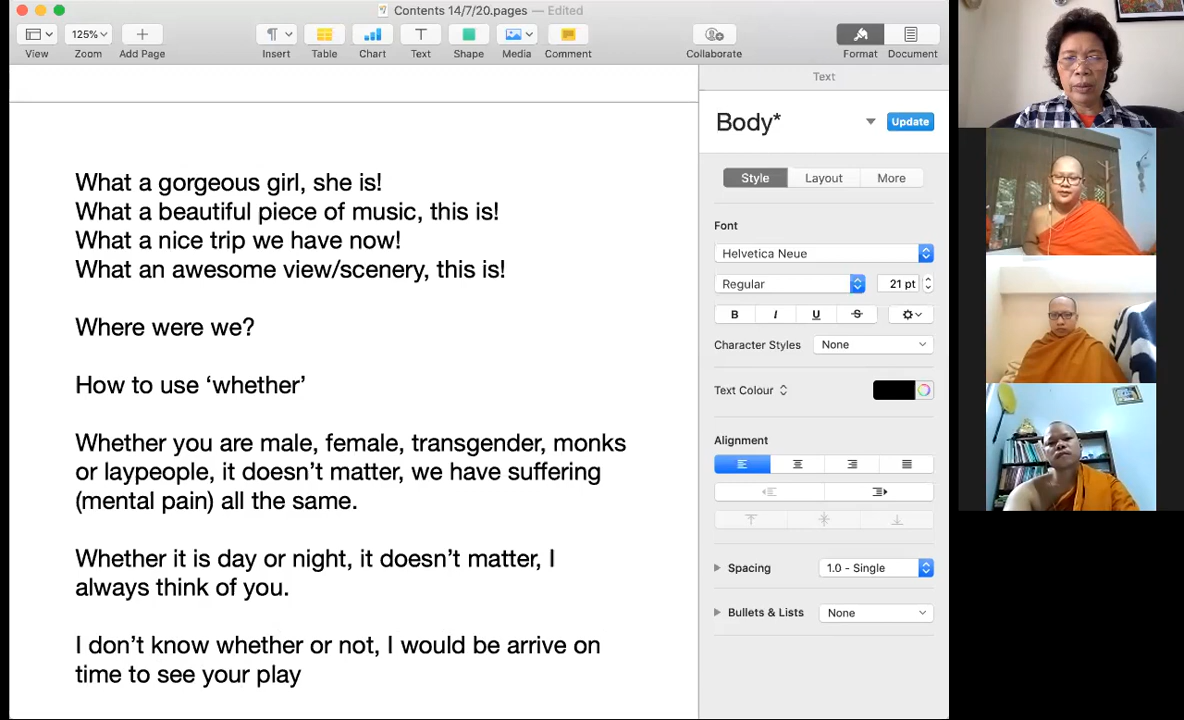 Contents 14/7/20.pages — Edited
125%
View
Zoom
Add Page
Insert
Table
Chart
Text
Shape
Media
Comment
Collaborate
Format
Document
What a gorgeous girl, she is!
What a beautiful piece of music, this is!
What a nice trip we have now!
What an awesome view/scenery, this is!
Where were we?
How to use ‘whether’
Whether you are male, female, transgender, monks
or laypeople, it doesn’t matter, we have suffering
(mental pain) all the same.
Whether it is day or night, it doesn’t matter, I
always think of you.
I don’t know whether or not, I would be arrive on
time to see your play
Text
Body*
Update
Style
Layout
More
Font
Helvetica Neue
Regular
21 pt
B I U S
Character Styles
None
Text Colour
Alignment
Spacing
1.0 - Single
Bullets & Lists
None